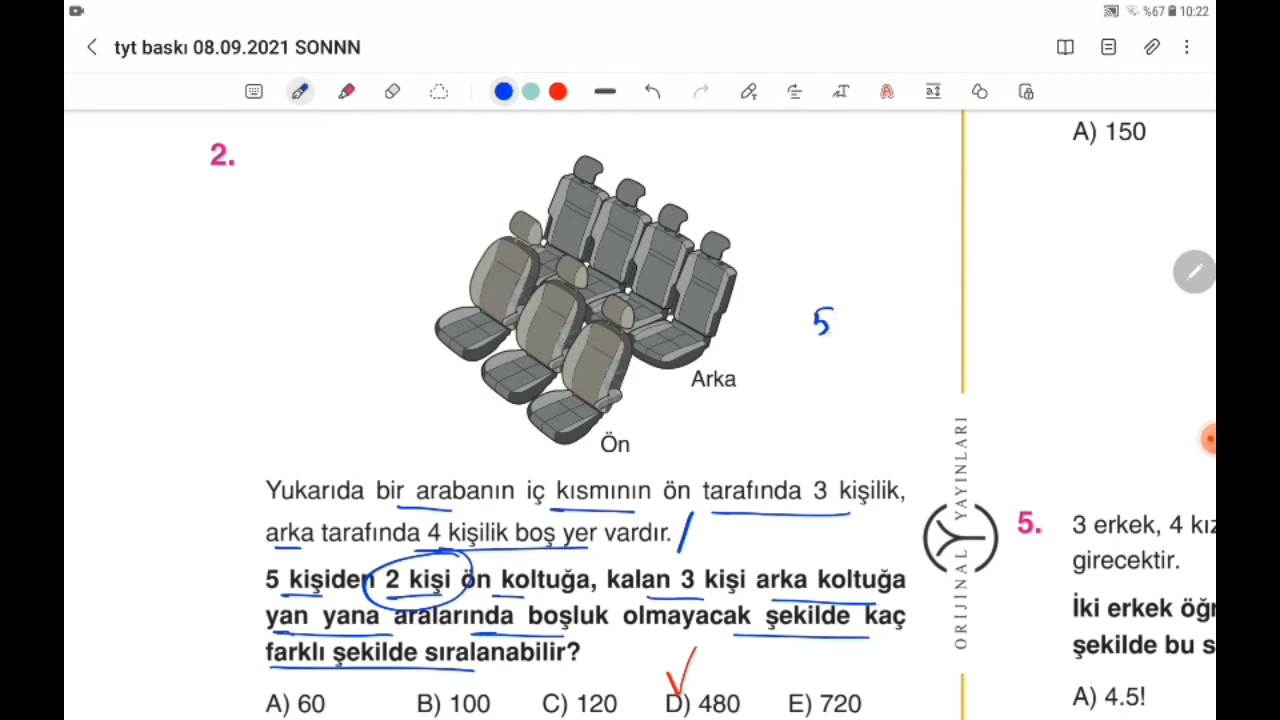 %67 10:22
tyt baskı 08.09.2021 SONNN
2.
5
Arka
Ön
Yukarıda bir arabanın iç kısmının ön tarafında 3 kişilik,
arka tarafında 4 kişilik boş yer vardır.
5 kişiden 2 kişi ön koltuğa, kalan 3 kişi arka koltuğa
yan yana aralarında boşluk olmayacak şekilde kaç
farklı şekilde sıralanabilir?
A) 60 B) 100 C) 120 D) 480 E) 720
ORIJINAL YAYINLARI
A) 150
5. 3 erkek, 4 kız
girecektir.
İki erkek öğr
şekilde bu s
A) 4.5!